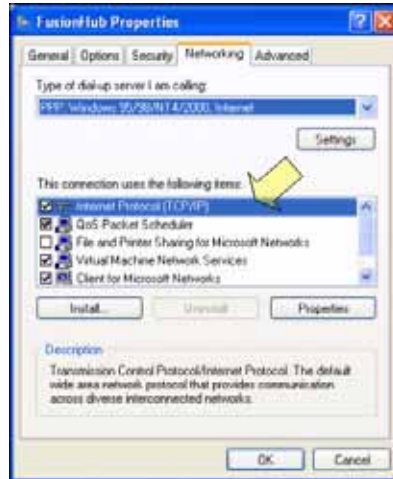 FusionHub Properties
General Options Security Networking Advanced
Type of dial-up server I am calling:
PPP: Windows 95/98/NT4/2000, Internet
Settings
This connection uses the following items:
Internet Protocol (TCP/IP)
QoS Packet Scheduler
File and Printer Sharing for Microsoft Networks
Virtual Machine Network Services
Client for Microsoft Networks
Install... Uninstall Properties
Description
Transmission Control Protocol/Internet Protocol. The default
wide area network protocol that provides communication
across diverse interconnected networks.
OK Cancel